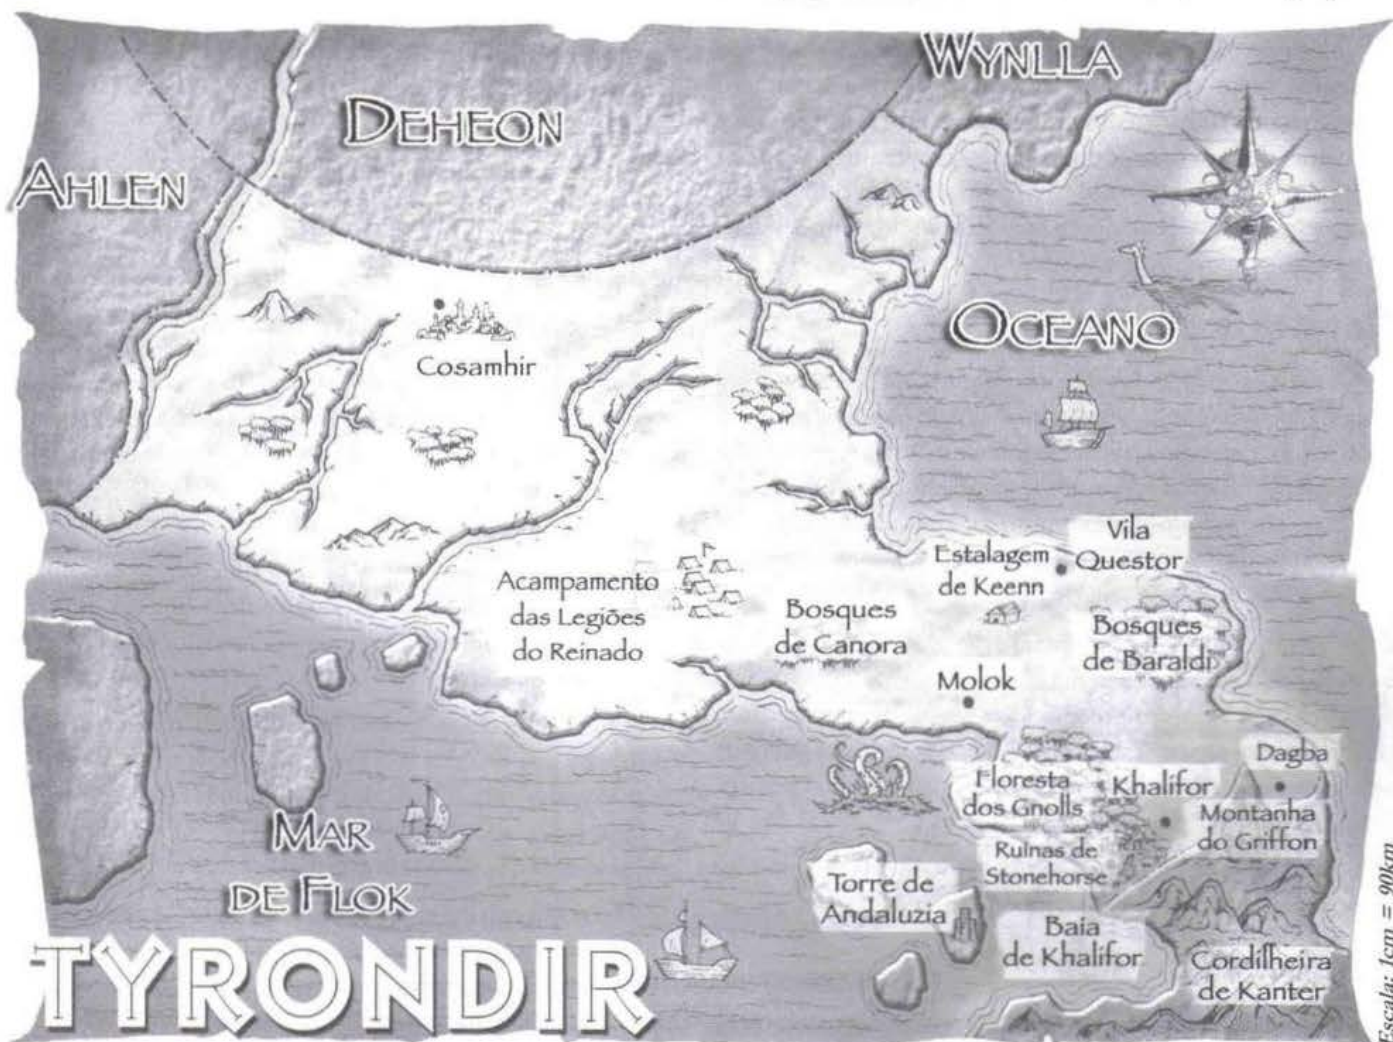 WYNLLA
DEHEON
AHLEN
OCEANO
Cosamhir
Vila
Questor
Estalagem
de Keenn
Acampamento
das Legiões
do Reinado
Bosques
de Canora
Bosques
de Baraldi
Molok
Dagba
Floresta
dos Gnolls
Khalifor
Montanha
do Griffon
Ruínas de
Stonehorse
Torre de
Andaluzia
Baia
de Khalifor
Cordilheira
de Kanter
MAR
DE FLOK
TYRONDIR
Escala: 1cm = 90km